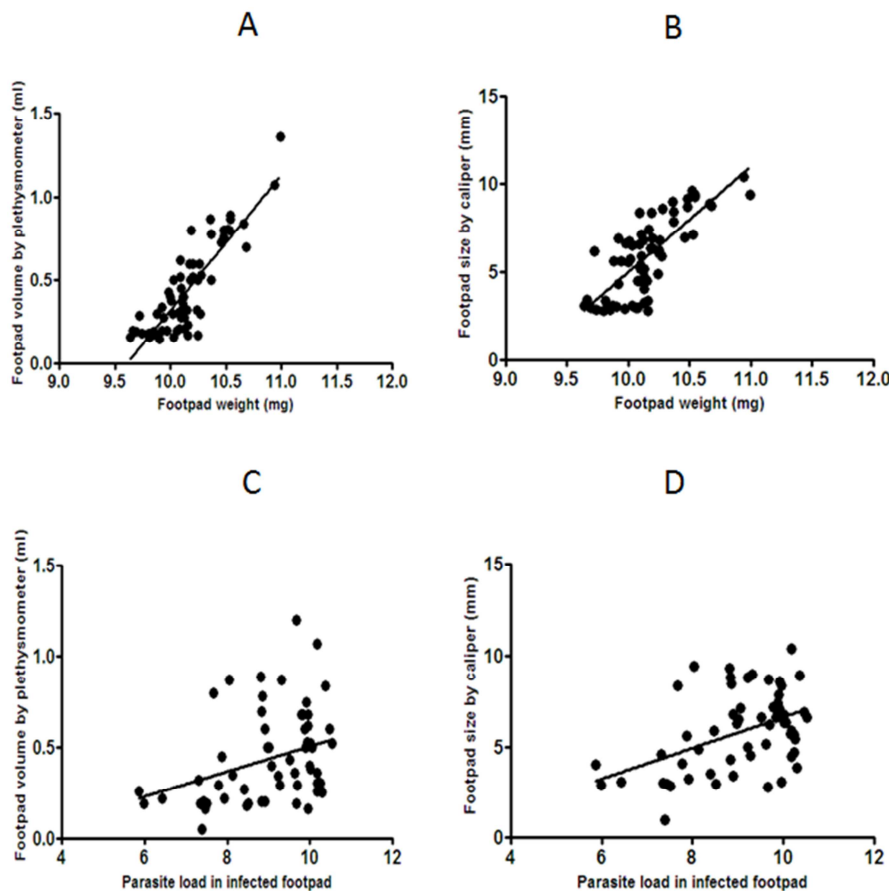 A
B
Footpad volume by plethysmometer (ml)
1.5
1.0
0.5
0.0
9.0 9.5 10.0 10.5 11.0 11.5 12.0
Footpad weight (mg)
Footpad size by caliper (mm)
15
10
5
0
9.0 9.5 10.0 10.5 11.0 11.5 12.0
Footpad weight (mg)
C
D
Footpad volume by plethysmometer (ml)
1.5
1.0
0.5
0.0
4 6 8 10 12
Parasite load in infected footpad
Footpad size by caliper (mm)
15
10
5
0
4 6 8 10 12
Parasite load in infected footpad